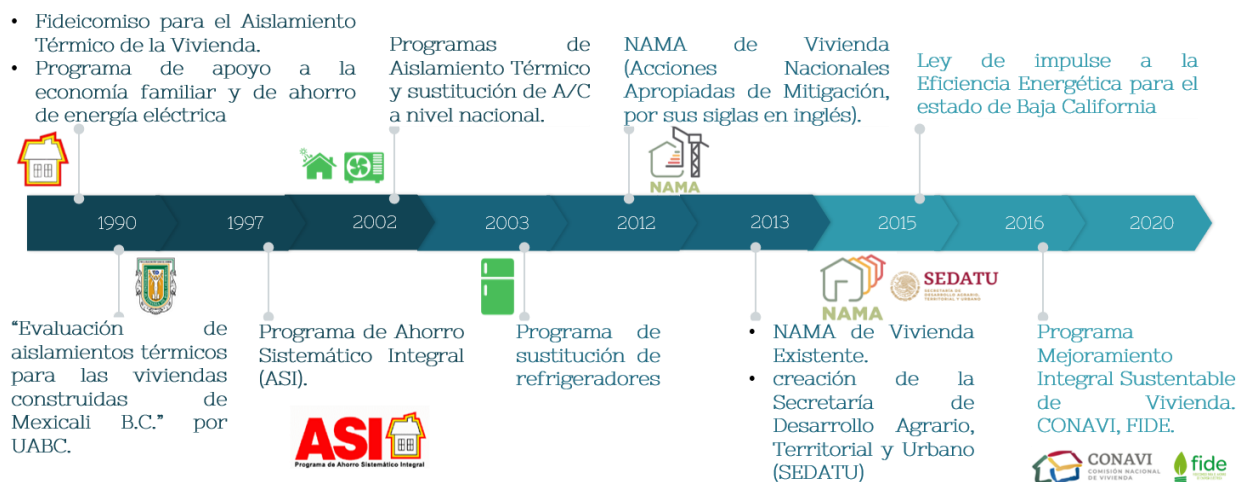 • Fideicomiso para el Aislamiento
Térmico de la Vivienda.
• Programa de apoyo a la
economía familiar y de ahorro
de energía eléctrica
Programas de
Aislamiento Térmico
y sustitución de A/C
a nivel nacional.
NAMA de Vivienda
(Acciones Nacionales
Apropiadas de Mitigación,
por sus siglas en inglés).
Ley de impulse a la
Eficiencia Energética para el
estado de Baja California
NAMA
1990
1997
2002
2003
2012
2013
2015
2016
2020
NAMA
SEDATU
SECRETARÍA DE
DESARROLLO AGRARIO,
TERRITORIAL Y URBANO
"Evaluación de
aislamientos térmicos
para las viviendas
construidas de
Mexicali B.C." por
UABC.
Programa de Ahorro
Sistemático Integral
(ASI).
ASI
Programa de Ahorro Sistemático Integral
Programa de
sustitución de
refrigeradores
• NAMA de Vivienda
Existente.
• creación de la
Secretaría de
Desarrollo Agrario,
Territorial y Urbano
(SEDATU)
Programa
Mejoramiento
Integral Sustentable
de Vivienda.
CONAVI, FIDE.
CONAVI
COMISIÓN NACIONAL
DE VIVIENDA
fide